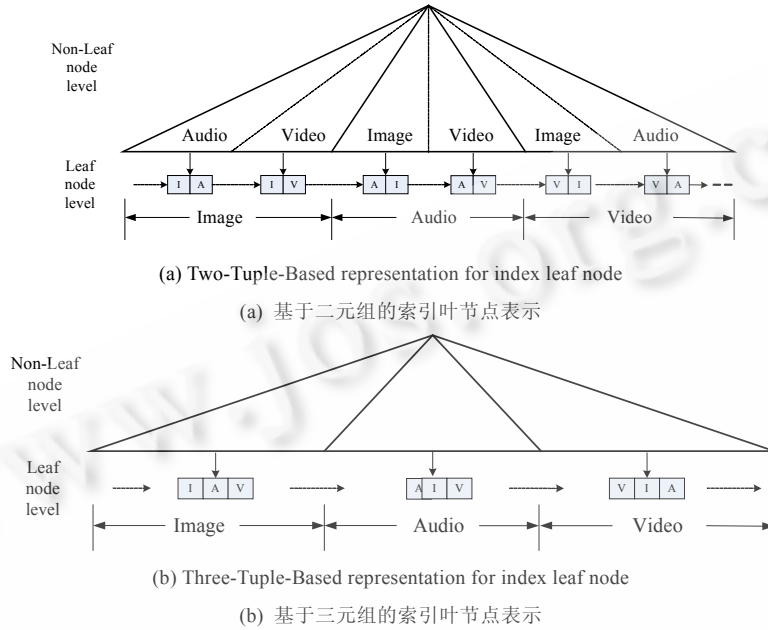 Non-Leaf
node
level
Audio Video Image Video Image Audio
Leaf
node
level
I A I V A I A V V I V A
Image Audio Video
(a) Two-Tuple-Based representation for index leaf node
(a) 基于二元组的索引叶节点表示
Non-Leaf
node
level
Leaf
node
level
I A V A I V V I A
Image Audio Video
(b) Three-Tuple-Based representation for index leaf node
(b) 基于三元组的索引叶节点表示
www.jos.org.c